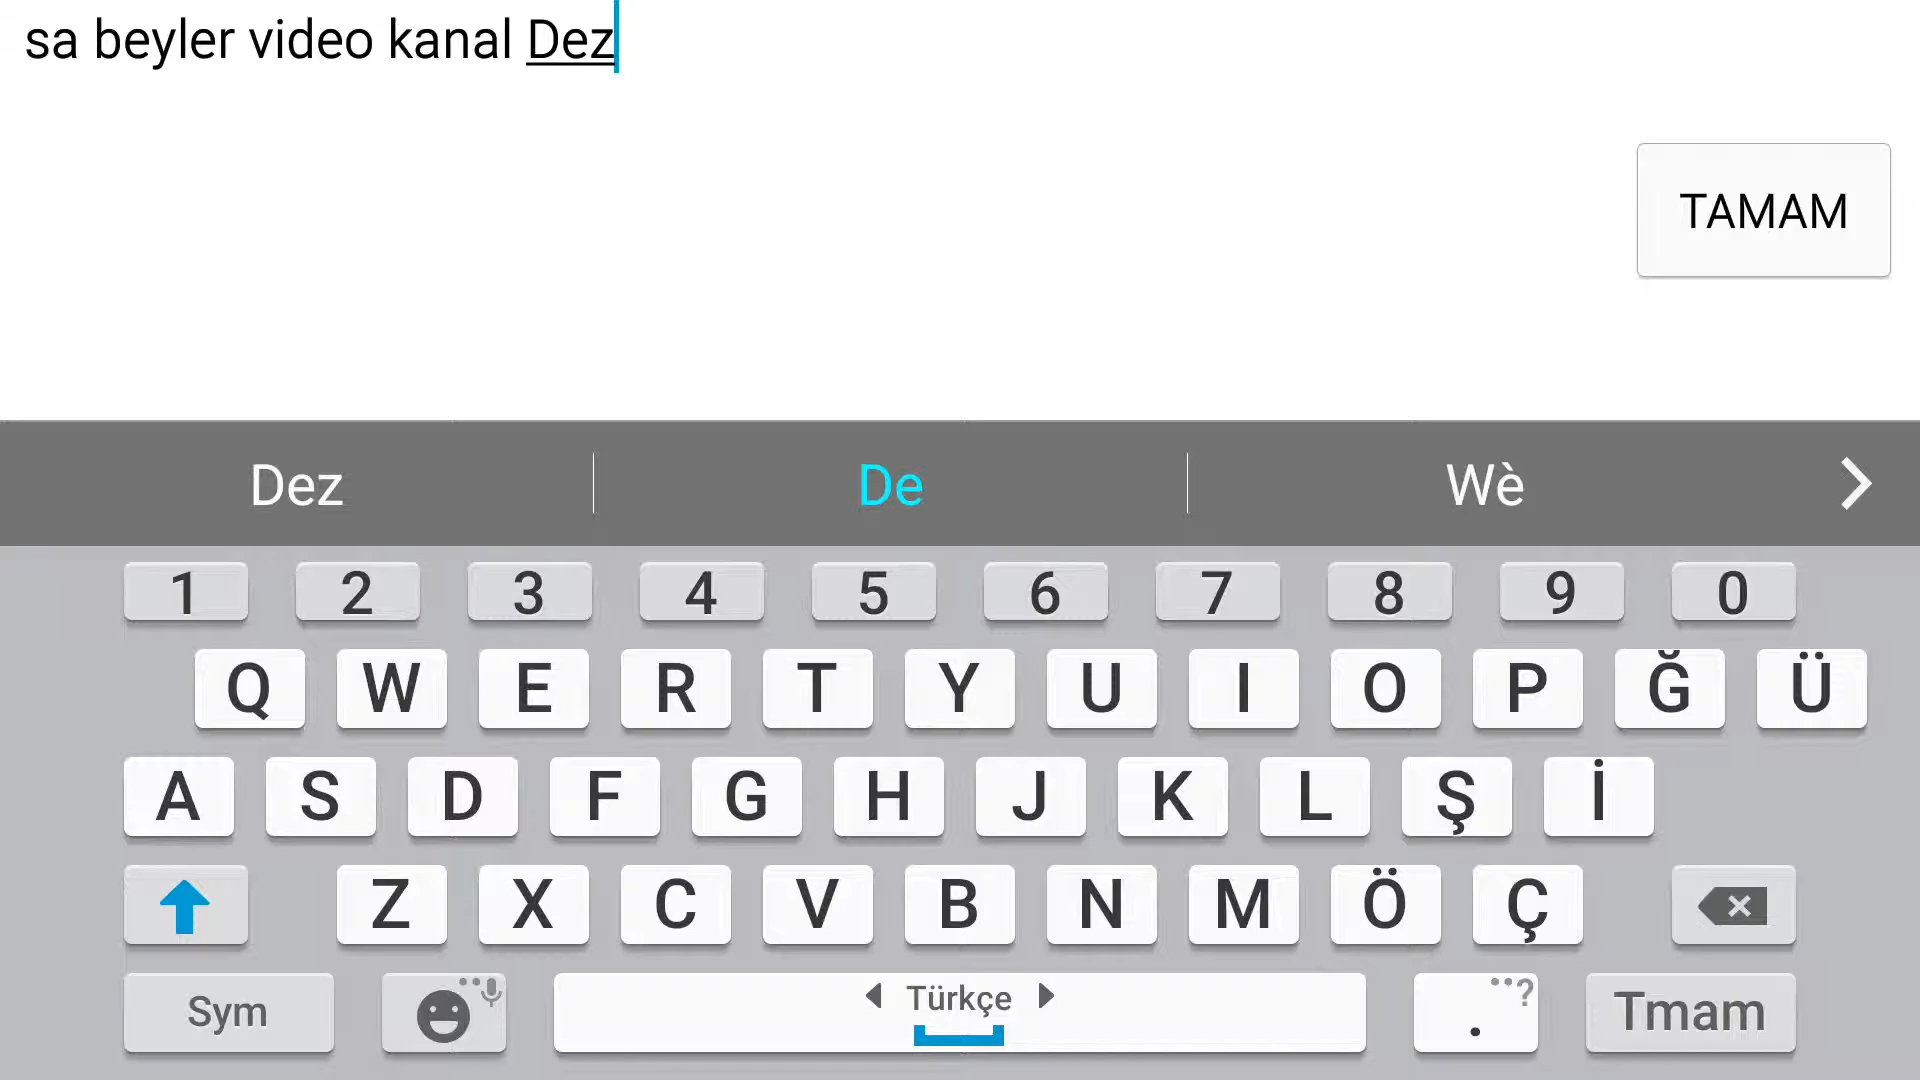 sa beyler video kanal Dez
TAMAM
Dez De Wè
1 2 3 4 5 6 7 8 9 0
Q W E R T Y U I O P Ğ Ü
A S D F G H J K L Ş İ
Z X C V B N M Ö Ç
Sym Türkçe . ? Tmam